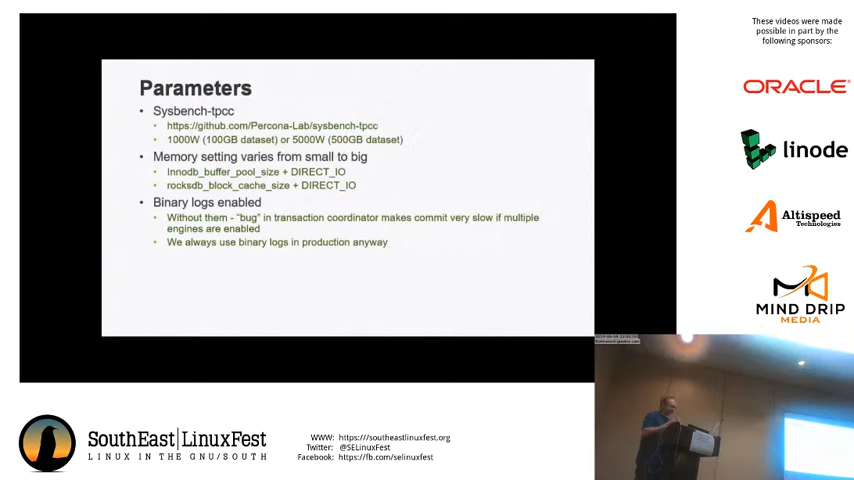 These videos were made
possible in part by the
following sponsors:
ORACLE
linode
Altispeed
Technologies
MIND DRIP
MEDIA
Parameters
• Sysbench-tpcc
• https://github.com/Percona-Lab/sysbench-tpcc
• 1000W (100GB dataset) or 5000W (500GB dataset)
• Memory setting varies from small to big
• Innodb_buffer_pool_size + DIRECT_IO
• rocksdb_block_cache_size + DIRECT_IO
• Binary logs enabled
• Without them - "bug" in transaction coordinator makes commit very slow if multiple
engines are enabled
• We always use binary logs in production anyway
SouthEast|LinuxFest
LINUX IN THE GNU/SOUTH
WWW: https:///southeastlinuxfest.org
Twitter: @SELinuxFest
Facebook: https://fb.com/selinuxfest